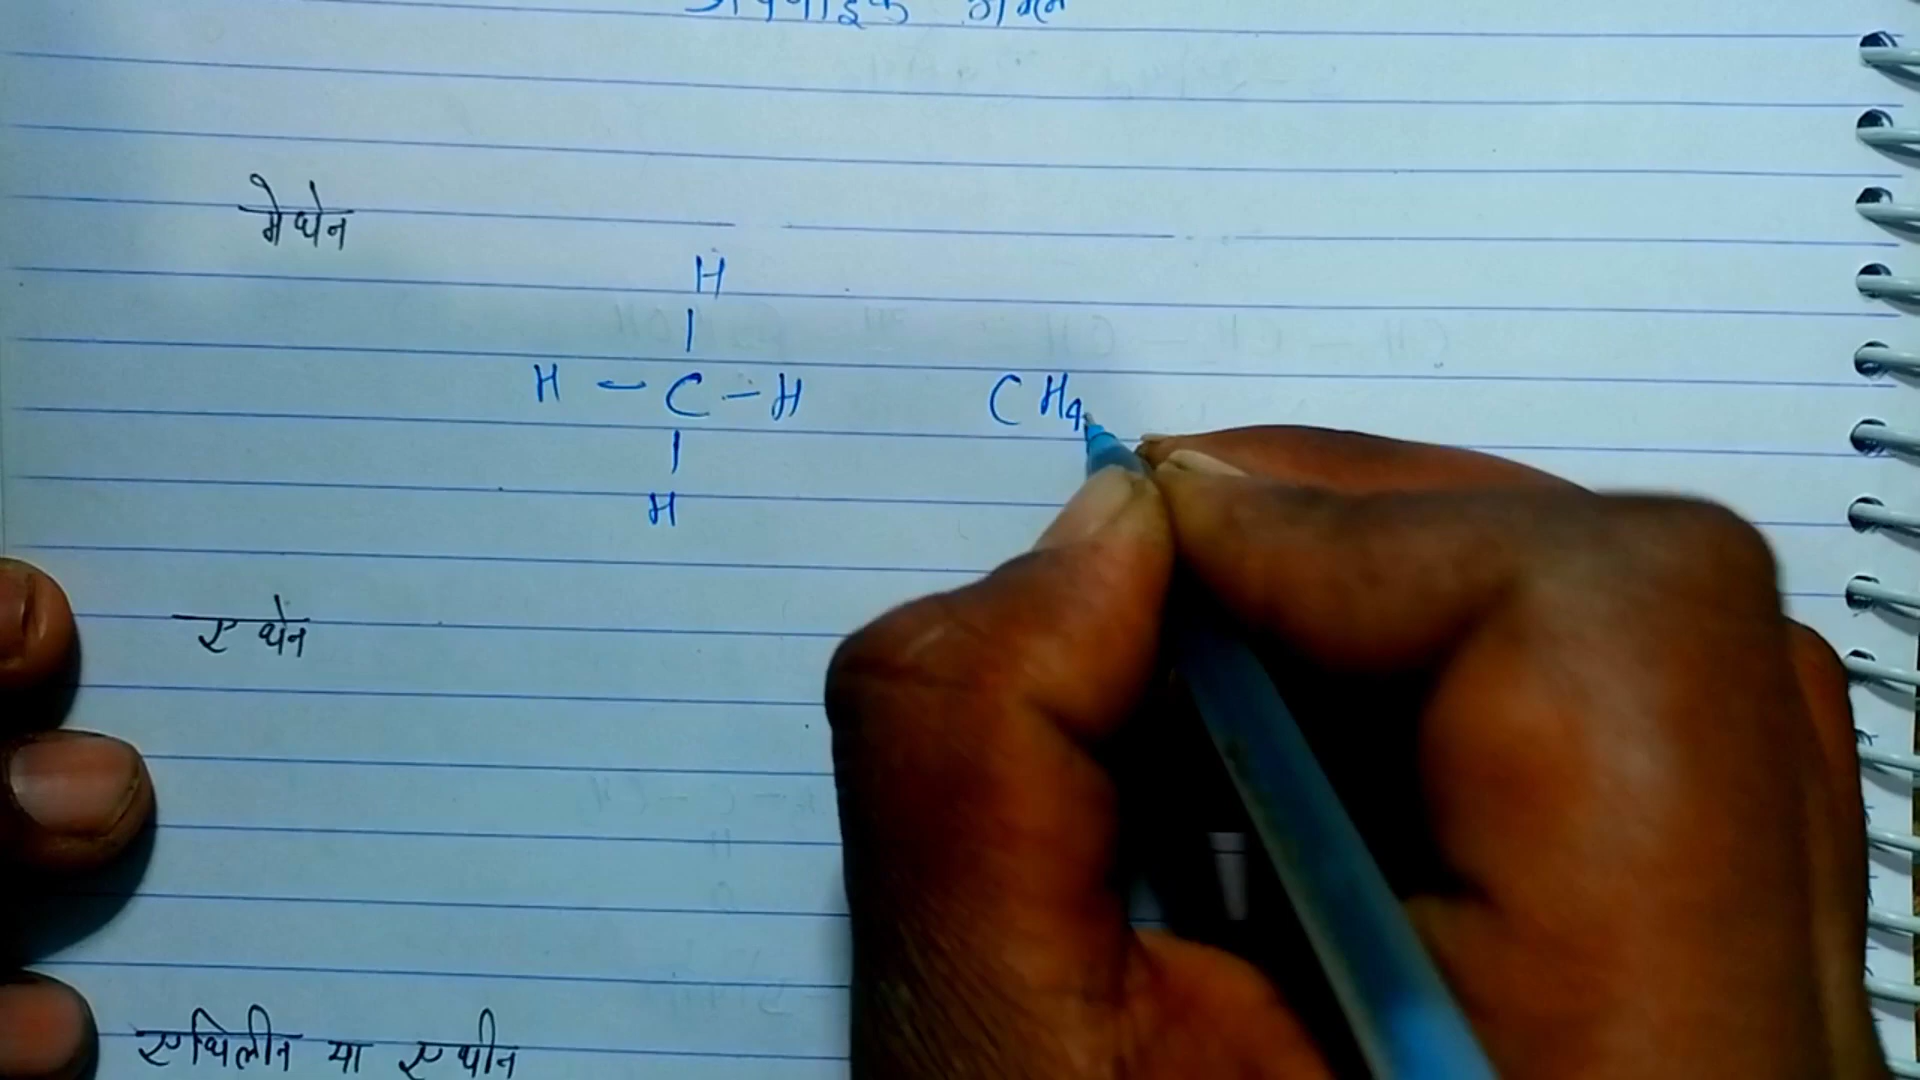 मेथेन
H
|
H – C – H CH4
|
H
एथेन
एथिलीन या एथीन